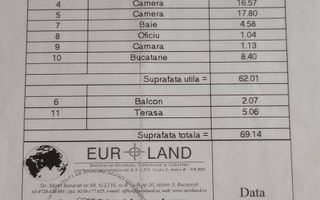 4 Camera 16.57
5 Camera 17.80
7 Baie 4.58
8 Oficiu 1.04
9 Camara 1.13
10 Bucatarie 8.40
Suprafata utila = 62.01
6 Balcon 2.07
11 Terasa 5.06
Suprafata totala = 69.14
EUR LAND
Data